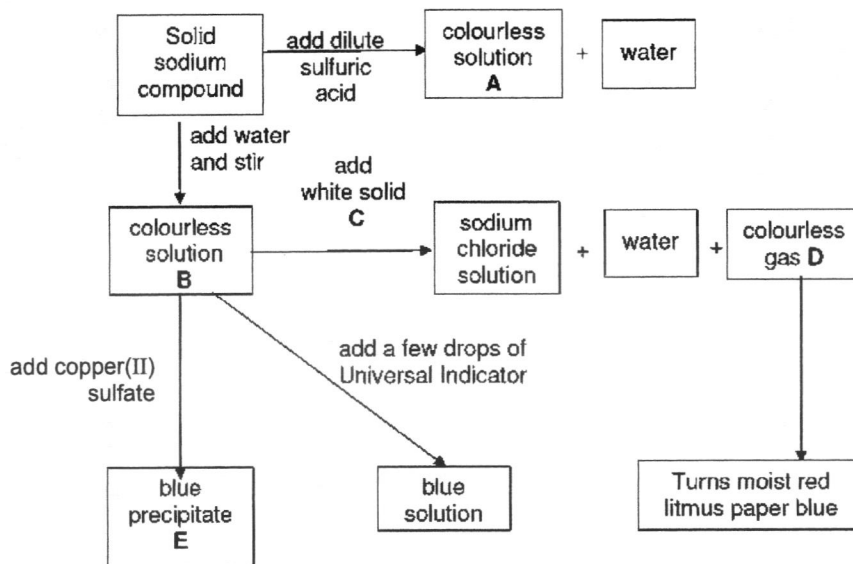 Solid
sodium
compound
add dilute
sulfuric
acid
colourless
solution
A
+
water
add water
and stir
add
white solid
C
colourless
solution
B
sodium
chloride
solution
+
water
+
colourless
gas D
add copper(II)
sulfate
add a few drops of
Universal Indicator
blue
precipitate
E
blue
solution
Turns moist red
litmus paper blue